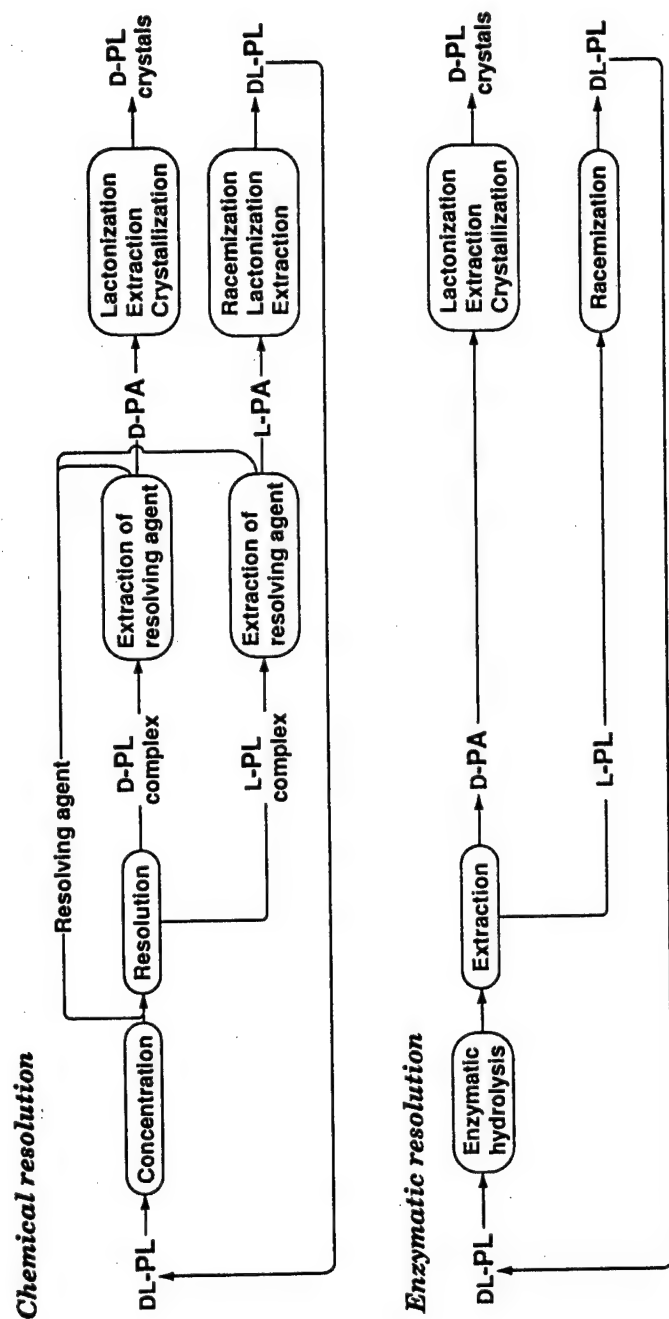 Chemical resolution
Resolving agent
DL-PL
Concentration
Resolution
D-PL
complex
Extraction of
resolving agent
D-PA
Lactonization
Extraction
Crystallization
D-PL
crystals
L-PL
complex
Extraction of
resolving agent
L-PA
Racemization
Lactonization
Extraction
DL-PL
Enzymatic resolution
DL-PL
Enzymatic
hydrolysis
Extraction
D-PA
Lactonization
Extraction
Crystallization
D-PL
crystals
L-PL
Racemization
DL-PL